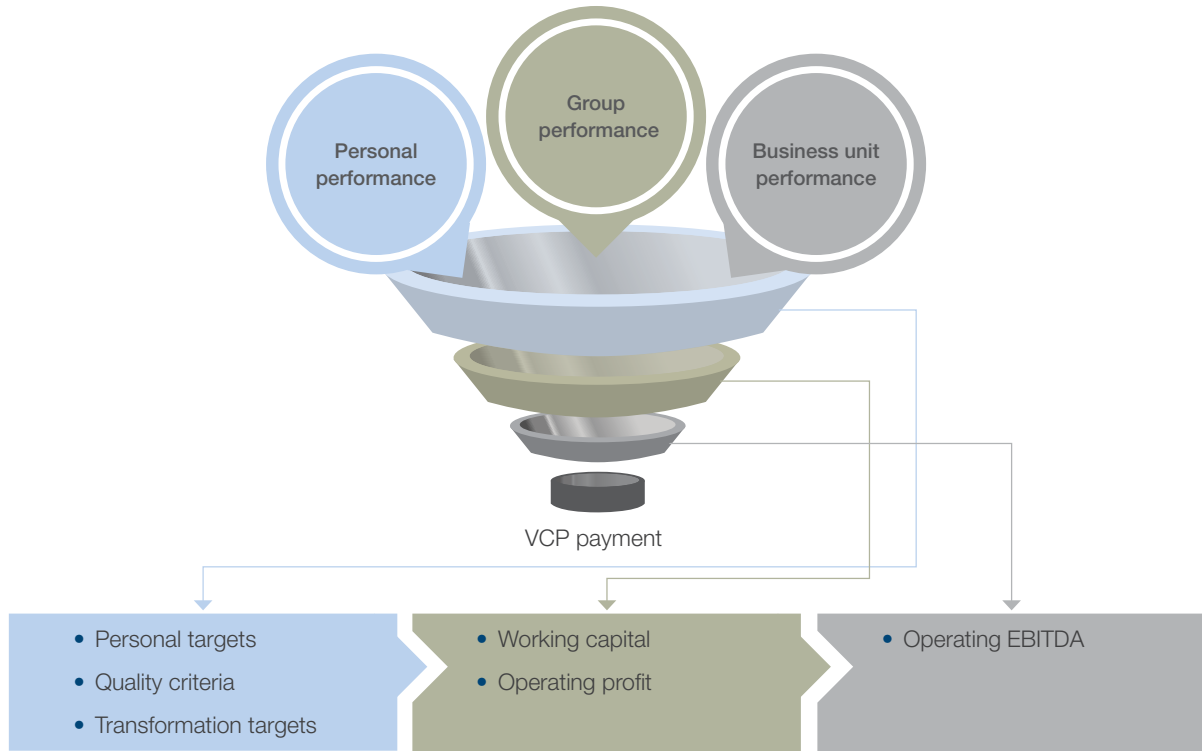 Group
performance
Personal
performance
Business unit
performance
VCP payment
• Personal targets
• Quality criteria
• Transformation targets
• Working capital
• Operating profit
• Operating EBITDA